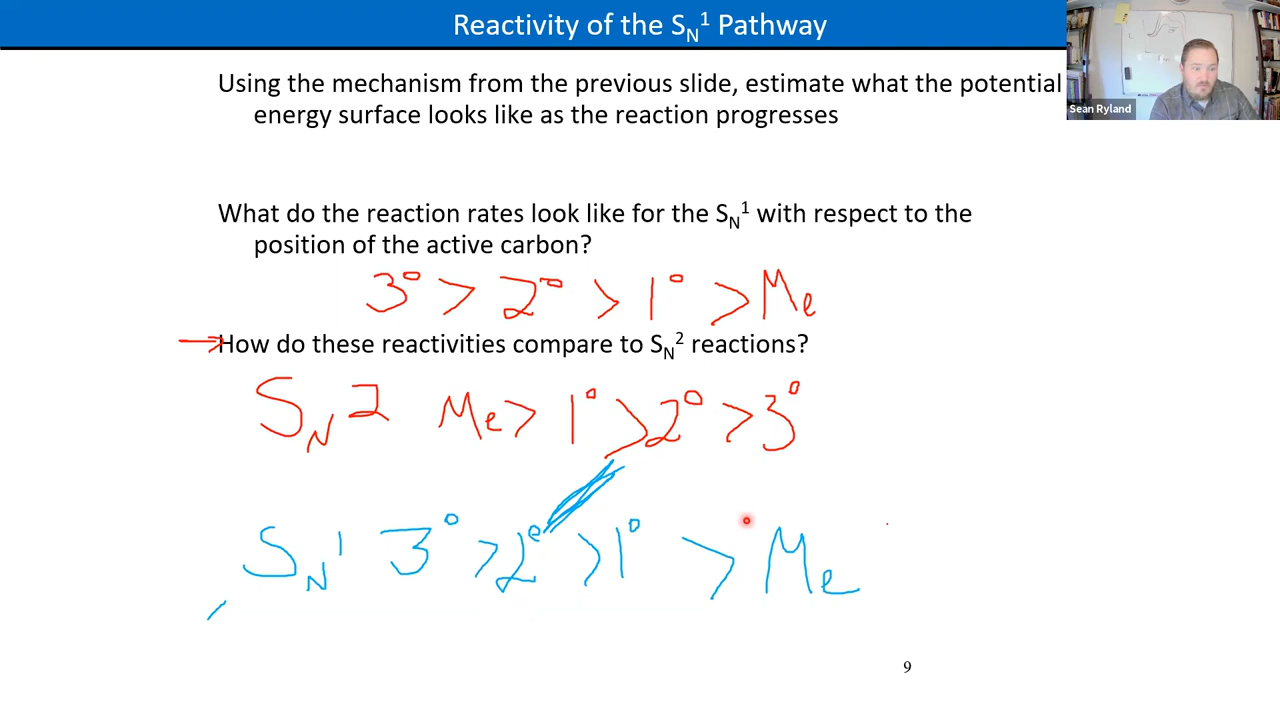 Reactivity of the SN1 Pathway
Sean Ryland
Using the mechanism from the previous slide, estimate what the potential
energy surface looks like as the reaction progresses
What do the reaction rates look like for the SN1 with respect to the
position of the active carbon?
3° > 2° > 1° > Me
How do these reactivities compare to SN2 reactions?
SN2 Me > 1° > 2° > 3°
SN1 3° > 2° > 1° > Me
9